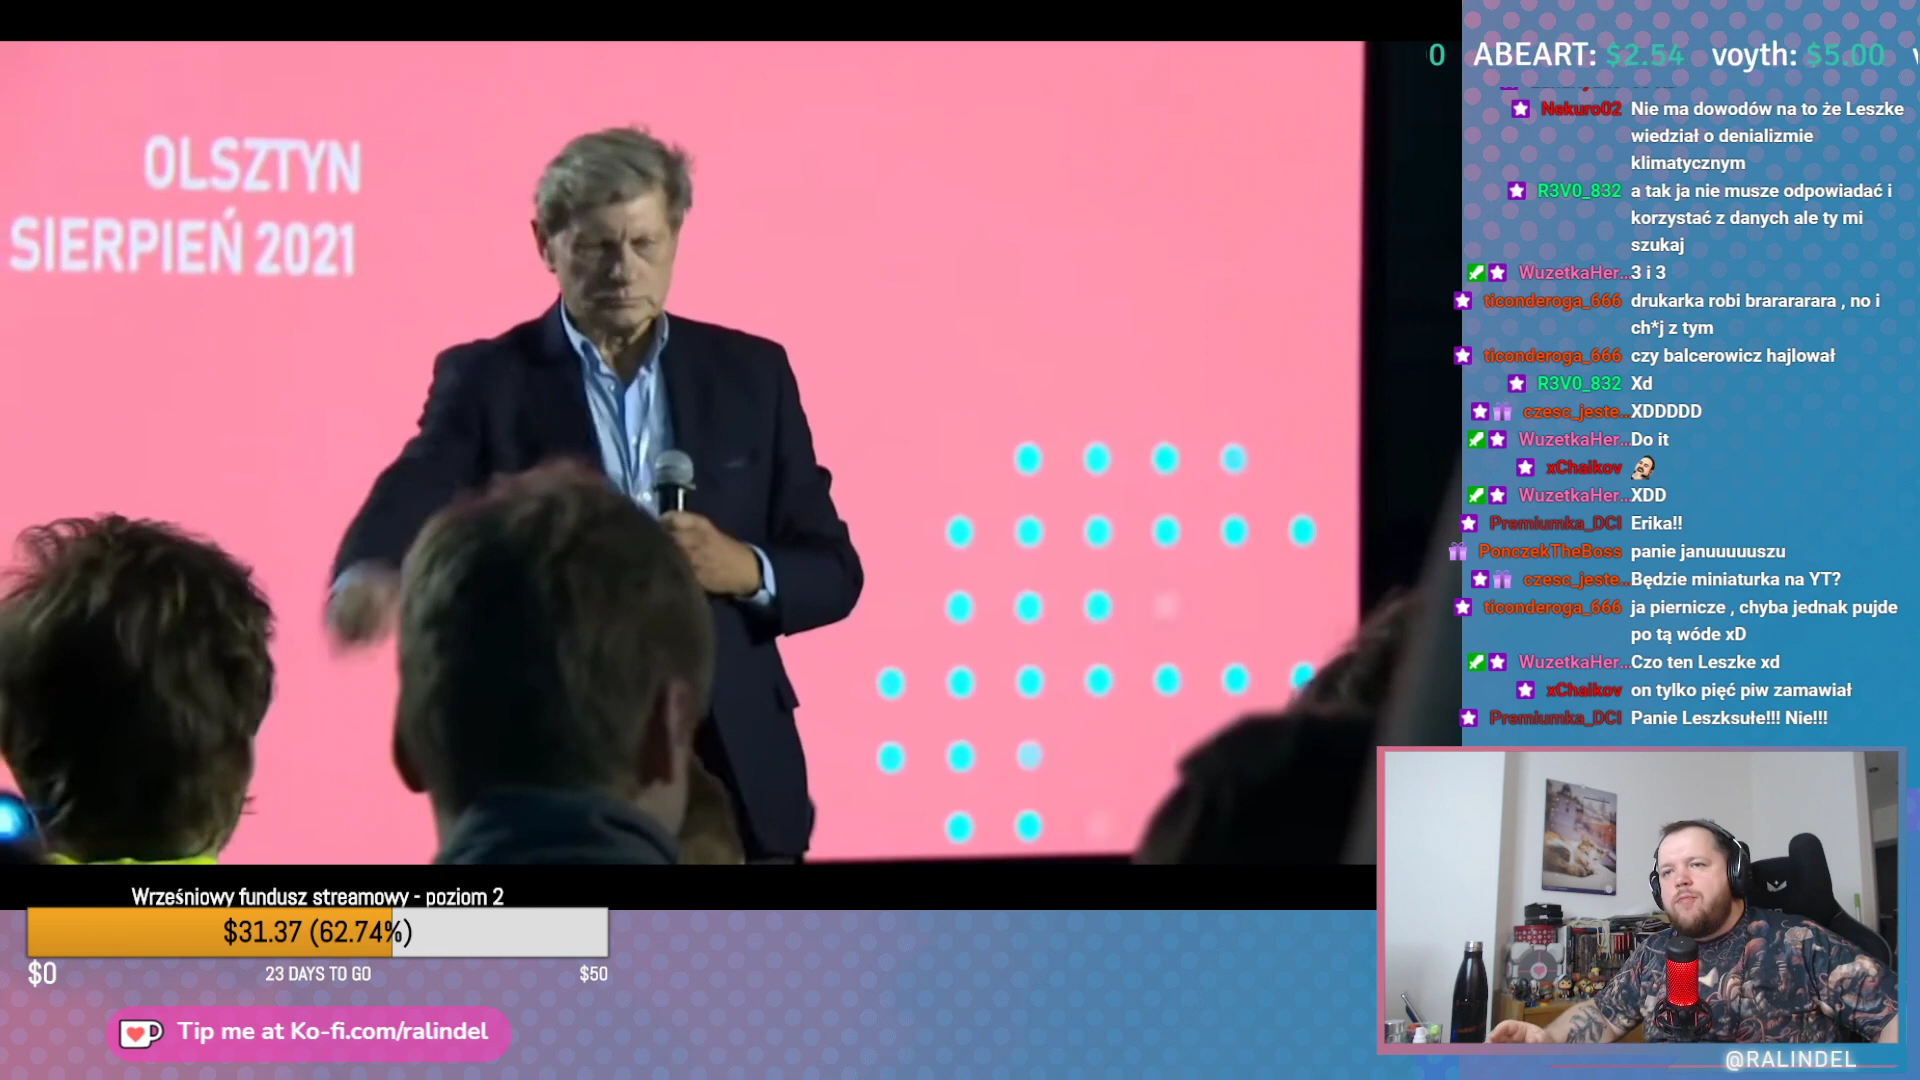 OLSZTYN
SIERPIEŃ 2021
0 ABEART: $2.54 voyth: $5.00
Nekuro02 Nie ma dowodów na to że Leszke
wiedział o denializmie
klimatycznym
R3V0_832 a tak ja nie musze odpowiadać i
korzystać z danych ale ty mi
szukaj
WuzetkaHer... 3 i 3
ticonderoga_666 drukarka robi brarararara , no i
ch*j z tym
ticonderoga_666 czy balcerowicz hajlował
R3V0_832 Xd
czesc_jeste... XDDDDD
WuzetkaHer... Do it
xChaikov
WuzetkaHer... XDD
Premiumka_DCI Erika!!
PonczekTheBoss panie januuuuuszu
czesc_jeste... Będzie miniaturka na YT?
ticonderoga_666 ja piernicze , chyba jednak pujde
po tą wóde xD
WuzetkaHer... Czo ten Leszke xd
xChaikov on tylko pięć piw zamawiał
Premiumka_DCI Panie Leszksułe!!! Nie!!!
Wrześniowy fundusz streamowy - poziom 2
$31.37 (62.74%)
$0 23 DAYS TO GO $50
Tip me at Ko-fi.com/ralindel
@RALINDEL